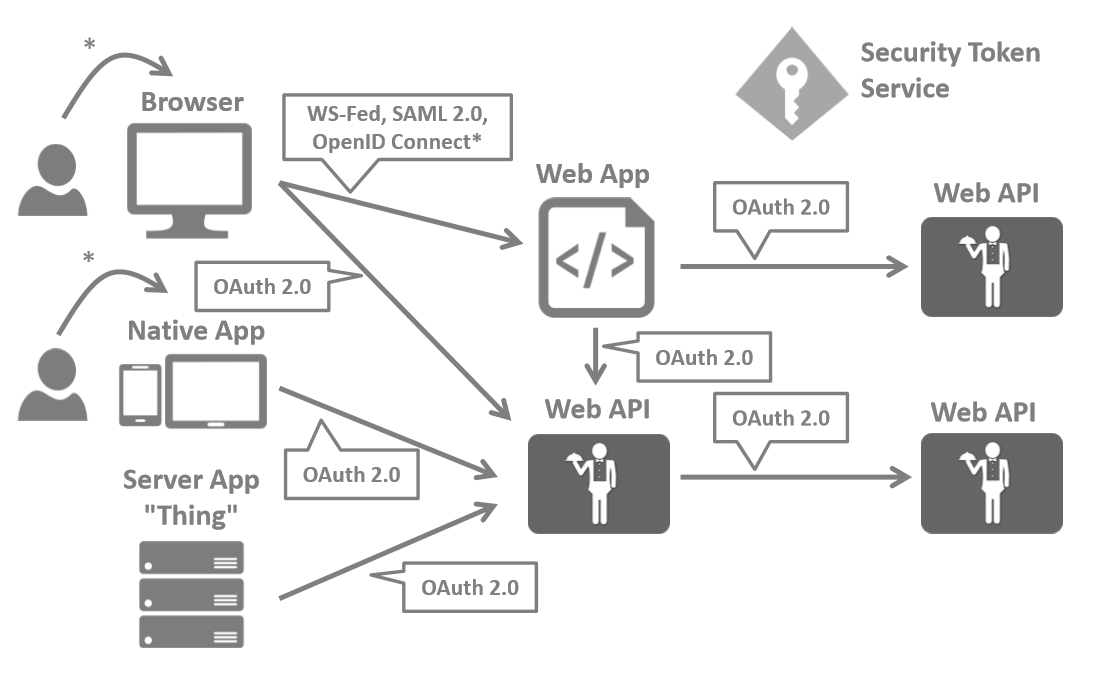 *
Browser
WS-Fed, SAML 2.0,
OpenID Connect*
Security Token
Service
Web App
OAuth 2.0
Web API
*
OAuth 2.0
Native App
OAuth 2.0
Web API
OAuth 2.0
Web API
OAuth 2.0
Server App
"Thing"
OAuth 2.0